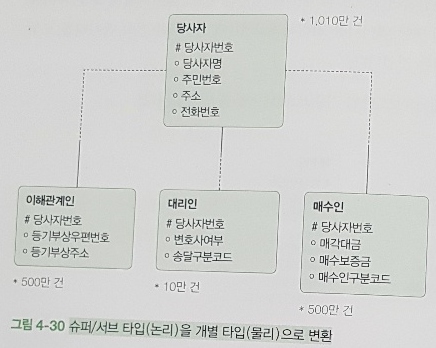 당사자
* 1,010만 건
# 당사자번호
o 당사자명
o 주민번호
o 주소
o 전화번호
이해관계인
# 당사자번호
o 등기부상우편번호
o 등기부상주소
* 500만 건
대리인
# 당사자번호
o 변호사여부
o 송달구분코드
* 10만 건
매수인
# 당사자번호
o 매각대금
o 매수보증금
o 매수인구분코드
* 500만 건
그림 4-30 슈퍼/서브 타입(논리)을 개별 타입(물리)으로 변환